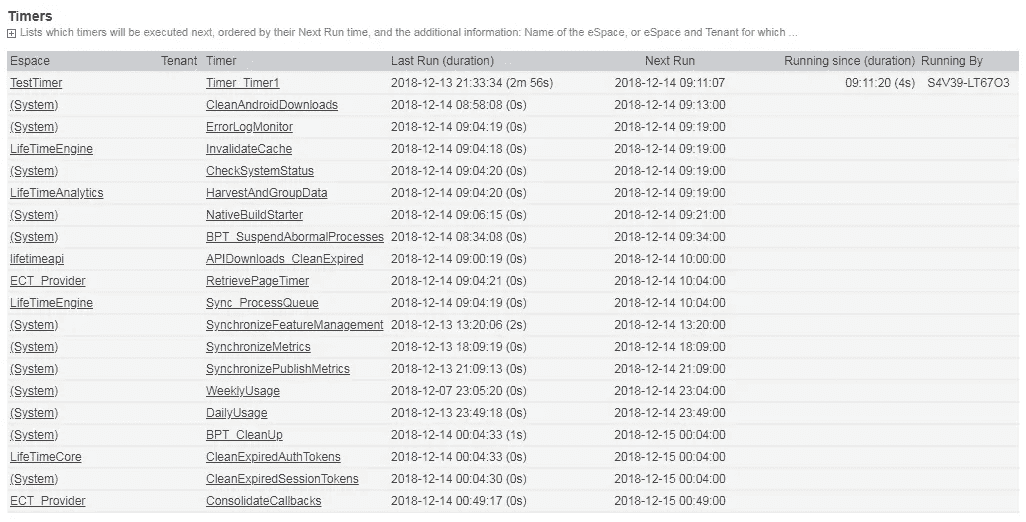 Timers
Lists which timers will be executed next, ordered by their Next Run time, and the additional information: Name of the eSpace, or eSpace and Tenant for which ...
Espace Tenant Timer Last Run (duration) Next Run Running since (duration) Running By
TestTimer Timer_Timer1 2018-12-13 21:33:34 (2m 56s) 2018-12-14 09:11:07 09:11:20 (4s) S4V39-LT67O3
(System) CleanAndroidDownloads 2018-12-14 08:58:08 (0s) 2018-12-14 09:13:00
(System) ErrorLogMonitor 2018-12-14 09:04:19 (0s) 2018-12-14 09:19:00
LifeTimeEngine InvalidateCache 2018-12-14 09:04:18 (0s) 2018-12-14 09:19:00
(System) CheckSystemStatus 2018-12-14 09:04:20 (0s) 2018-12-14 09:19:00
LifeTimeAnalytics HarvestAndGroupData 2018-12-14 09:04:20 (0s) 2018-12-14 09:19:00
(System) NativeBuildStarter 2018-12-14 09:06:15 (0s) 2018-12-14 09:21:00
(System) BPT_SuspendAbormalProcesses 2018-12-14 08:34:08 (0s) 2018-12-14 09:34:00
lifetimeapi APIDownloads_CleanExpired 2018-12-14 09:00:19 (0s) 2018-12-14 10:00:00
ECT_Provider RetrievePageTimer 2018-12-14 09:04:21 (0s) 2018-12-14 10:04:00
LifeTimeEngine Sync_ProcessQueue 2018-12-14 09:04:19 (0s) 2018-12-14 10:04:00
(System) SynchronizeFeatureManagement 2018-12-13 13:20:06 (2s) 2018-12-14 13:20:00
(System) SynchronizeMetrics 2018-12-13 18:09:19 (0s) 2018-12-14 18:09:00
(System) SynchronizePublishMetrics 2018-12-13 21:09:13 (0s) 2018-12-14 21:09:00
(System) WeeklyUsage 2018-12-07 23:05:20 (0s) 2018-12-14 23:04:00
(System) DailyUsage 2018-12-13 23:49:18 (0s) 2018-12-14 23:49:00
(System) BPT_CleanUp 2018-12-14 00:04:33 (1s) 2018-12-15 00:04:00
LifeTimeCore CleanExpiredAuthTokens 2018-12-14 00:04:33 (0s) 2018-12-15 00:04:00
(System) CleanExpiredSessionTokens 2018-12-14 00:04:30 (0s) 2018-12-15 00:04:00
ECT_Provider ConsolidateCallbacks 2018-12-14 00:49:17 (0s) 2018-12-15 00:49:00